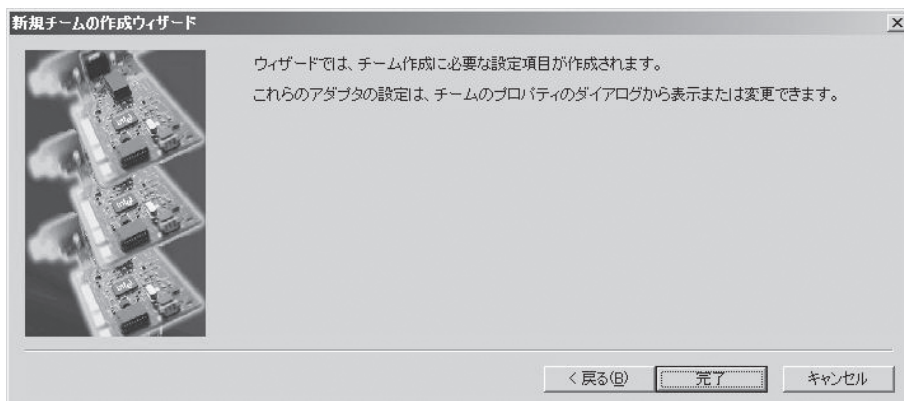 新規チームの作成ウィザード
ウィザードでは、チーム作成に必要な設定項目が作成されます。
これらのアダプタの設定は、チームのプロパティのダイアログから表示または変更できます。
intel
intel
intel
< 戻る(B)
完了
キャンセル